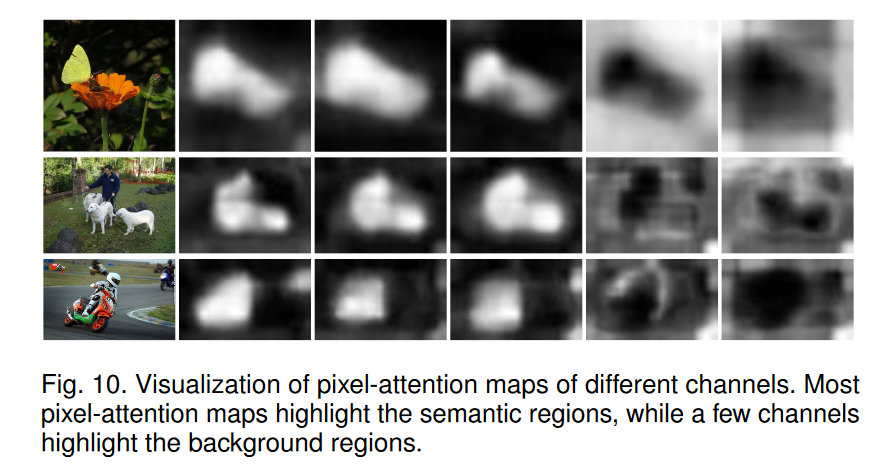 Fig. 10. Visualization of pixel-attention maps of different channels. Most
pixel-attention maps highlight the semantic regions, while a few channels
highlight the background regions.